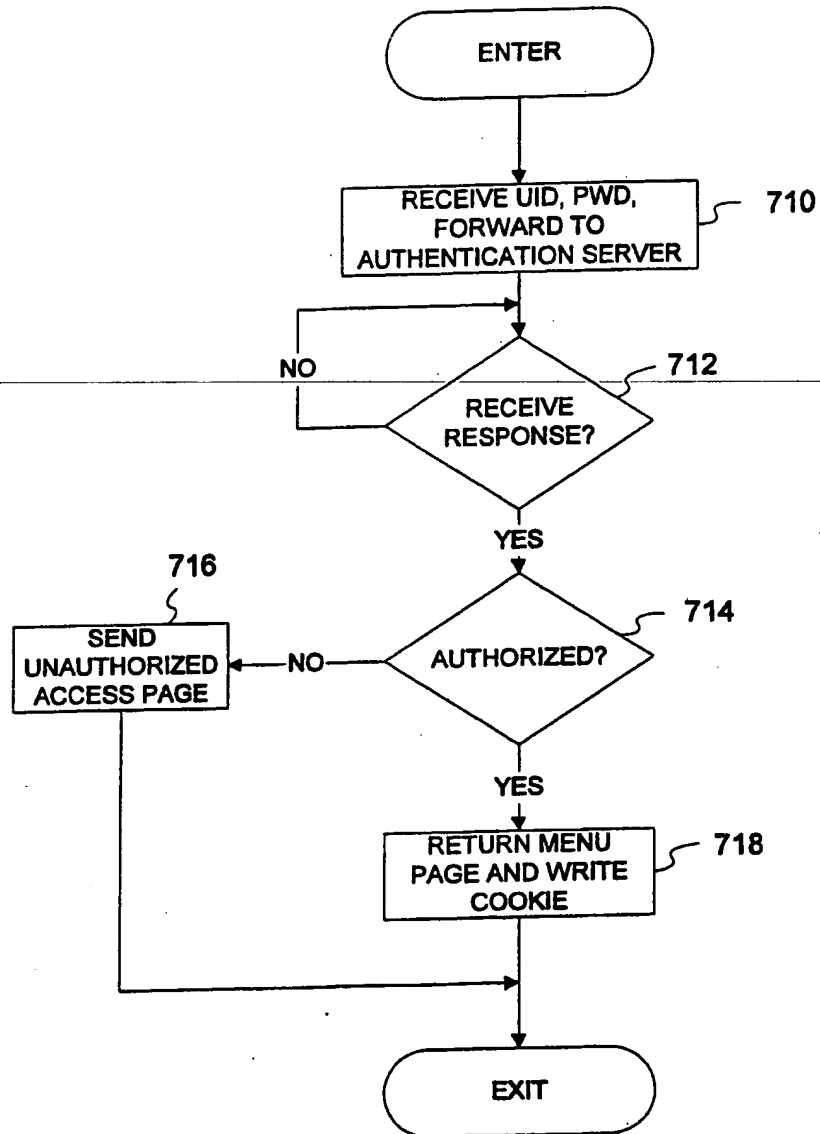 ENTER
RECEIVE UID, PWD,
FORWARD TO
AUTHENTICATION SERVER
710
NO
712
RECEIVE
RESPONSE?
YES
716
714
SEND
UNAUTHORIZED
ACCESS PAGE
NO
AUTHORIZED?
YES
RETURN MENU
PAGE AND WRITE
COOKIE
718
EXIT